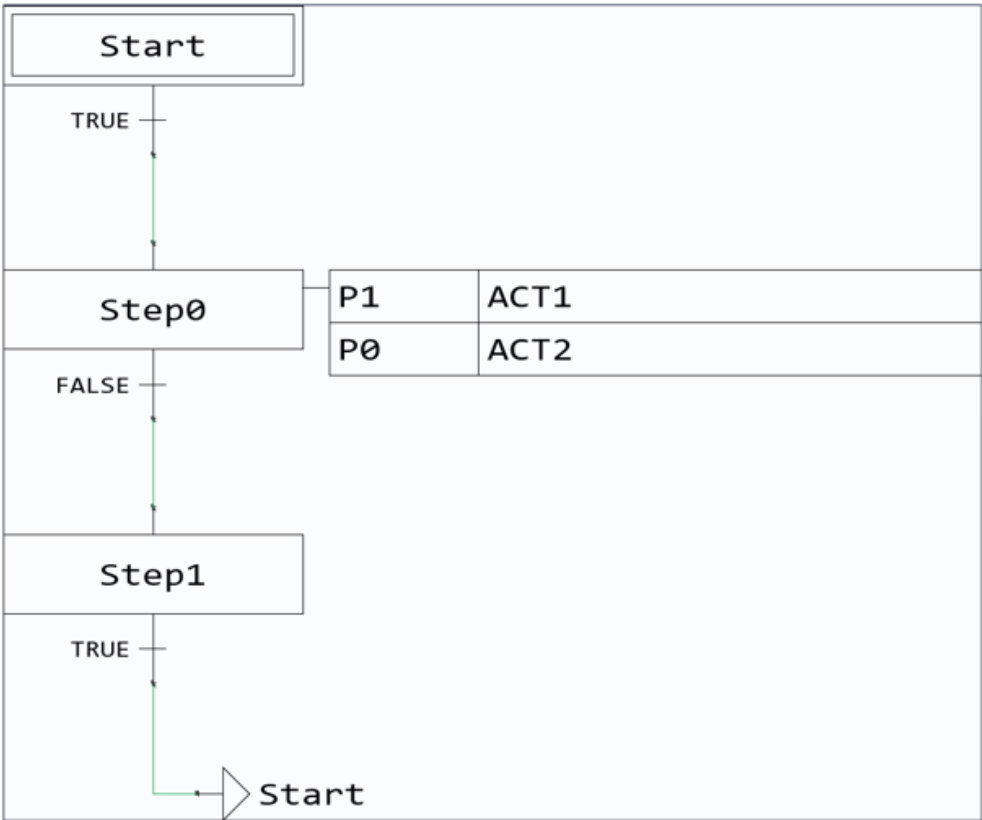 Start
TRUE
Step0
P1 ACT1
P0 ACT2
FALSE
Step1
TRUE
Start